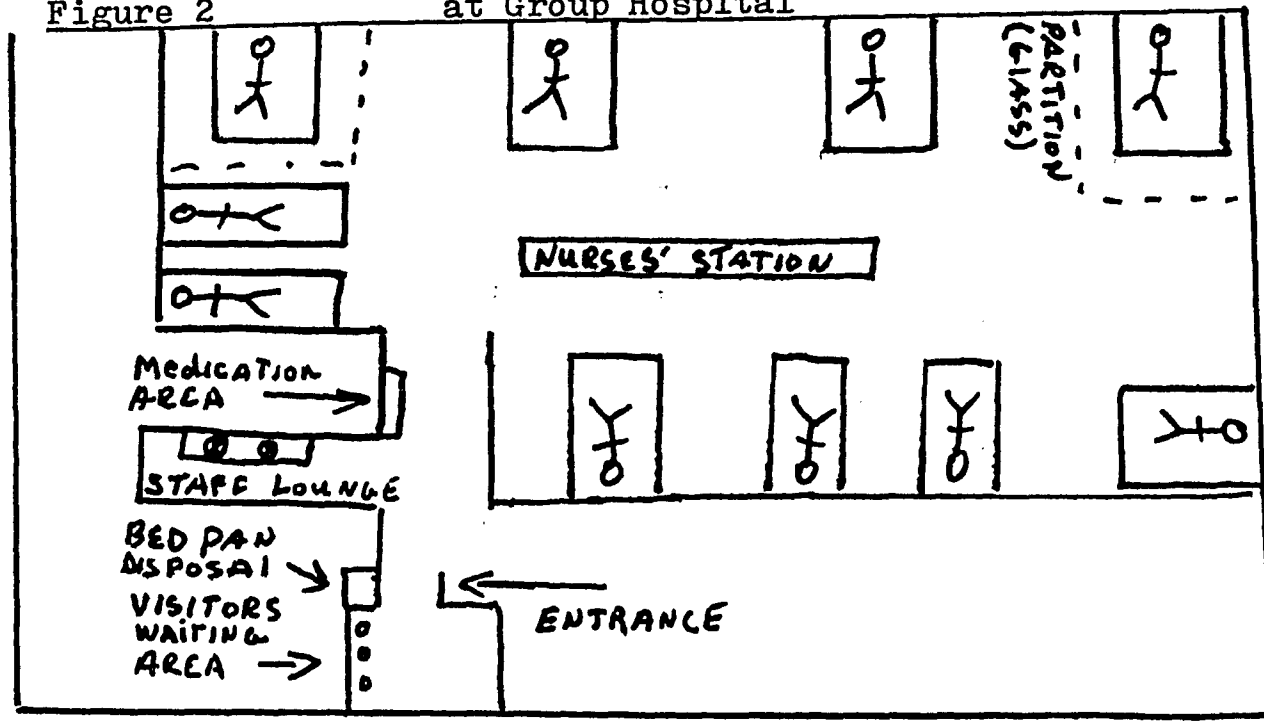 Figure 2 at Group Hospital
PARTITION
(GLASS)
NURSES' STATION
MEDICATION
AREA
STAFF LOUNGE
BED PAN
DISPOSAL
VISITORS
WAITING
AREA
ENTRANCE